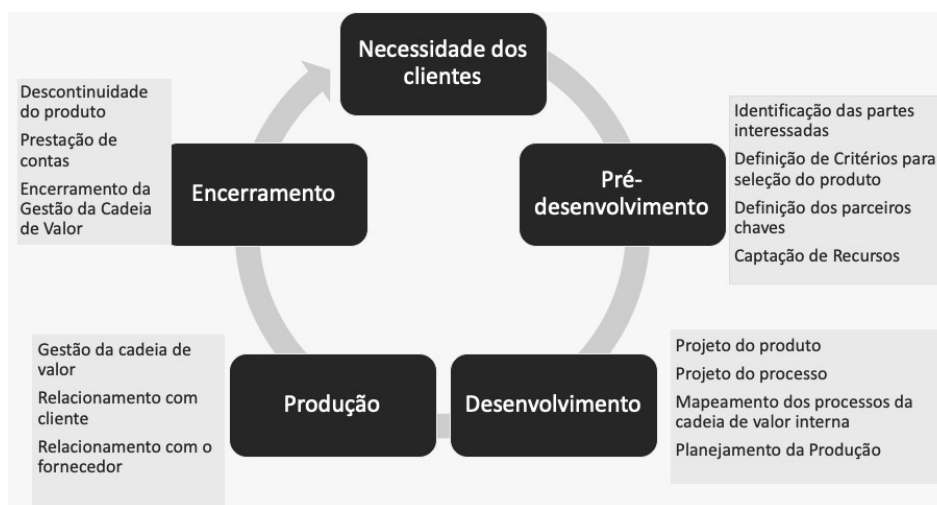 Necessidade dos
clientes
Identificação das partes
interessadas
Definição de Critérios para
seleção do produto
Definição dos parceiros
chaves
Captação de Recursos
Pré-
desenvolvimento
Projeto do produto
Projeto do processo
Mapeamento dos processos da
cadeia de valor interna
Planejamento da Produção
Desenvolvimento
Produção
Gestão da cadeia de
valor
Relacionamento com
cliente
Relacionamento com o
fornecedor
Encerramento
Descontinuidade
do produto
Prestação de
contas
Encerramento da
Gestão da Cadeia
de Valor